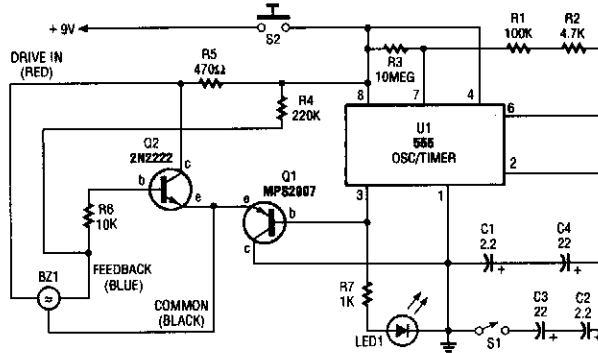 + 9V
S2
R1
100K
R2
4.7K
DRIVE IN
(RED)
R5
470Ω
R3
10MEG
R4
220K
8
7
4
6
U1
555
OSC/TIMER
2
Q2
2N2222
c
b
e
Q1
MPS2907
e
b
c
3
1
R6
10K
C1
2.2
+
C4
22
+
BZ1
≈
FEEDBACK
(BLUE)
R7
1K
COMMON
(BLACK)
LED1
S1
C3
22
+
C2
2.2
+